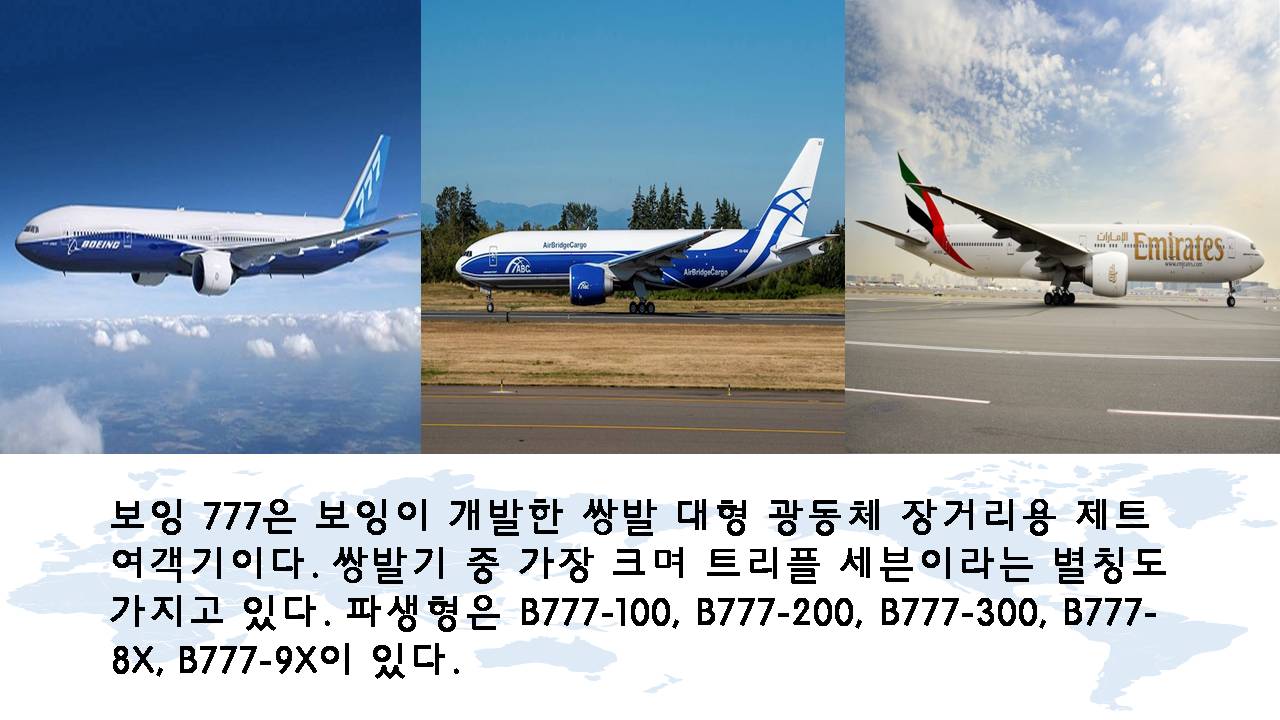 777
BOEING
AirBridgeCargo
ABC
AirBridgeCargo
الإمارات
Emirates
www.emirates.com
보잉 777은 보잉이 개발한 쌍발 대형 광동체 장거리용 제트
여객기이다. 쌍발기 중 가장 크며 트리플 세븐이라는 별칭도
가지고 있다. 파생형은 B777-100, B777-200, B777-300, B777-
8X, B777-9X이 있다.